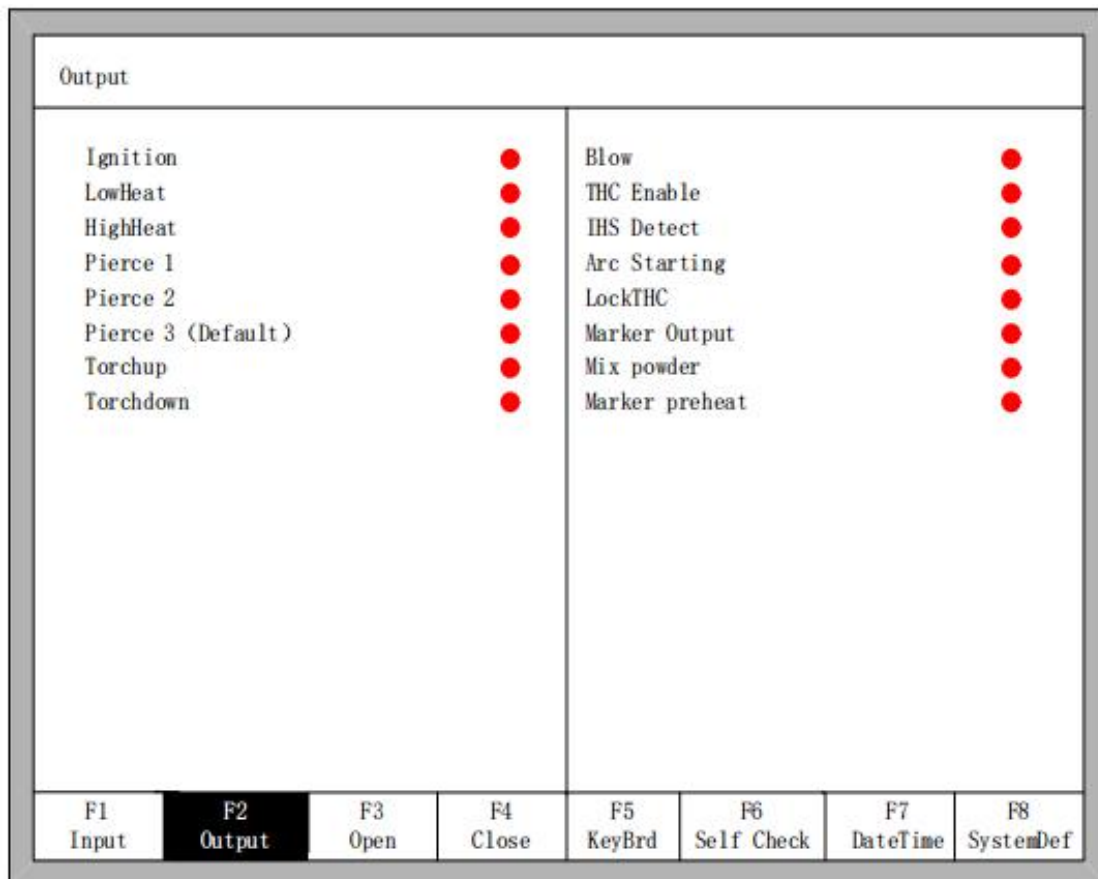 Output
Ignition
LowHeat
HighHeat
Pierce 1
Pierce 2
Pierce 3 (Default)
Torchup
Torchdown
Blow
THC Enable
IHS Detect
Arc Starting
LockTHC
Marker Output
Mix powder
Marker preheat
F1 F2 F3 F4 F5 F6 F7 F8
Input Output Open Close KeyBrd Self Check DateTime SystemDef